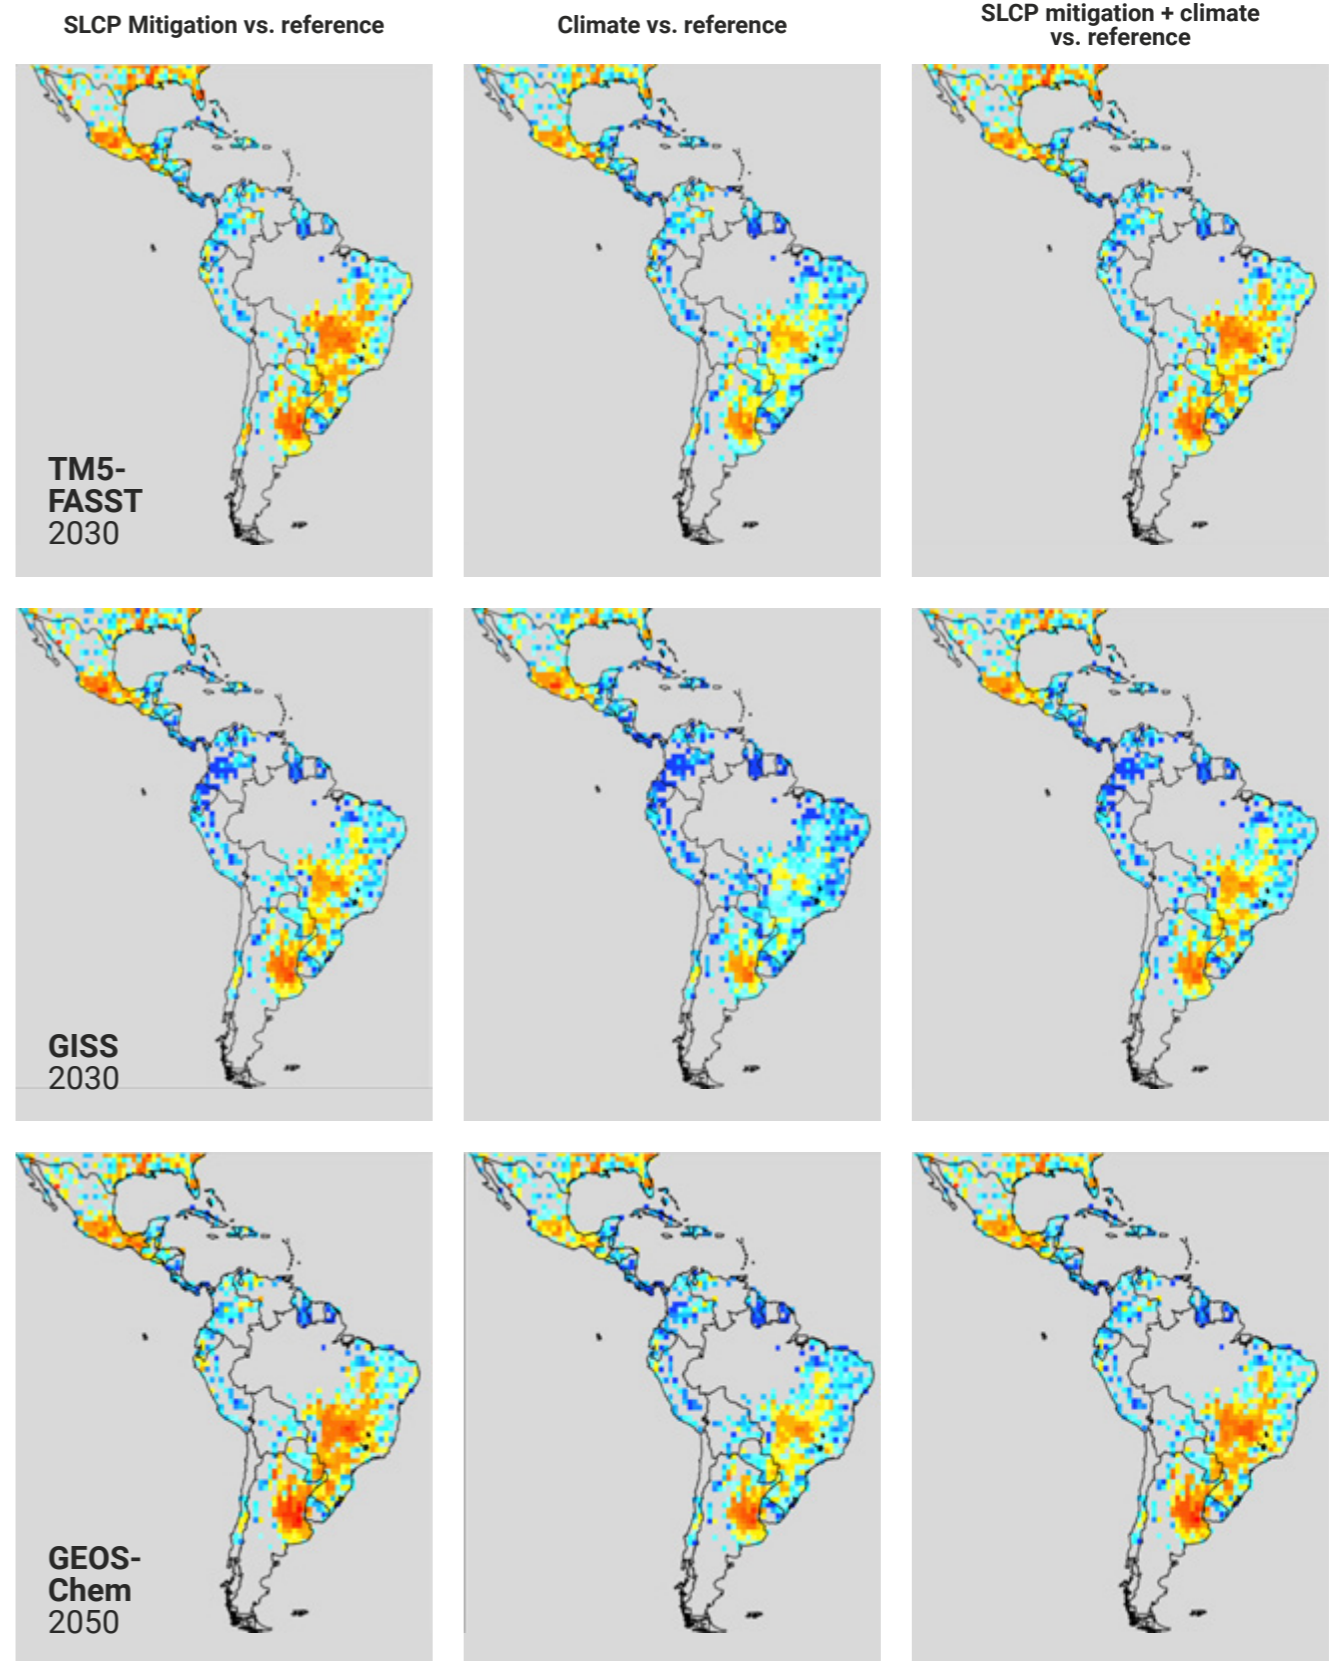 SLCP Mitigation vs. reference
Climate vs. reference
SLCP mitigation + climate
vs. reference
TM5-
FASST
2030
GISS
2030
GEOS-
Chem
2050